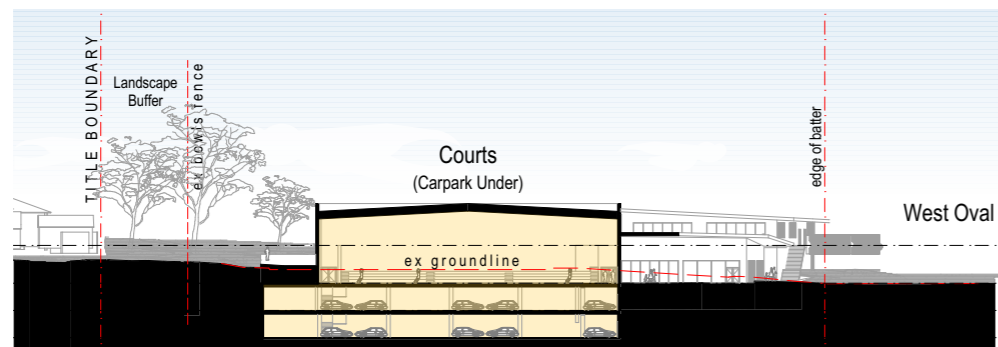 TITLE BOUNDARY
Landscape
Buffer
ex bowls fence
Courts
(Carpark Under)
ex groundline
edge of batter
West Oval